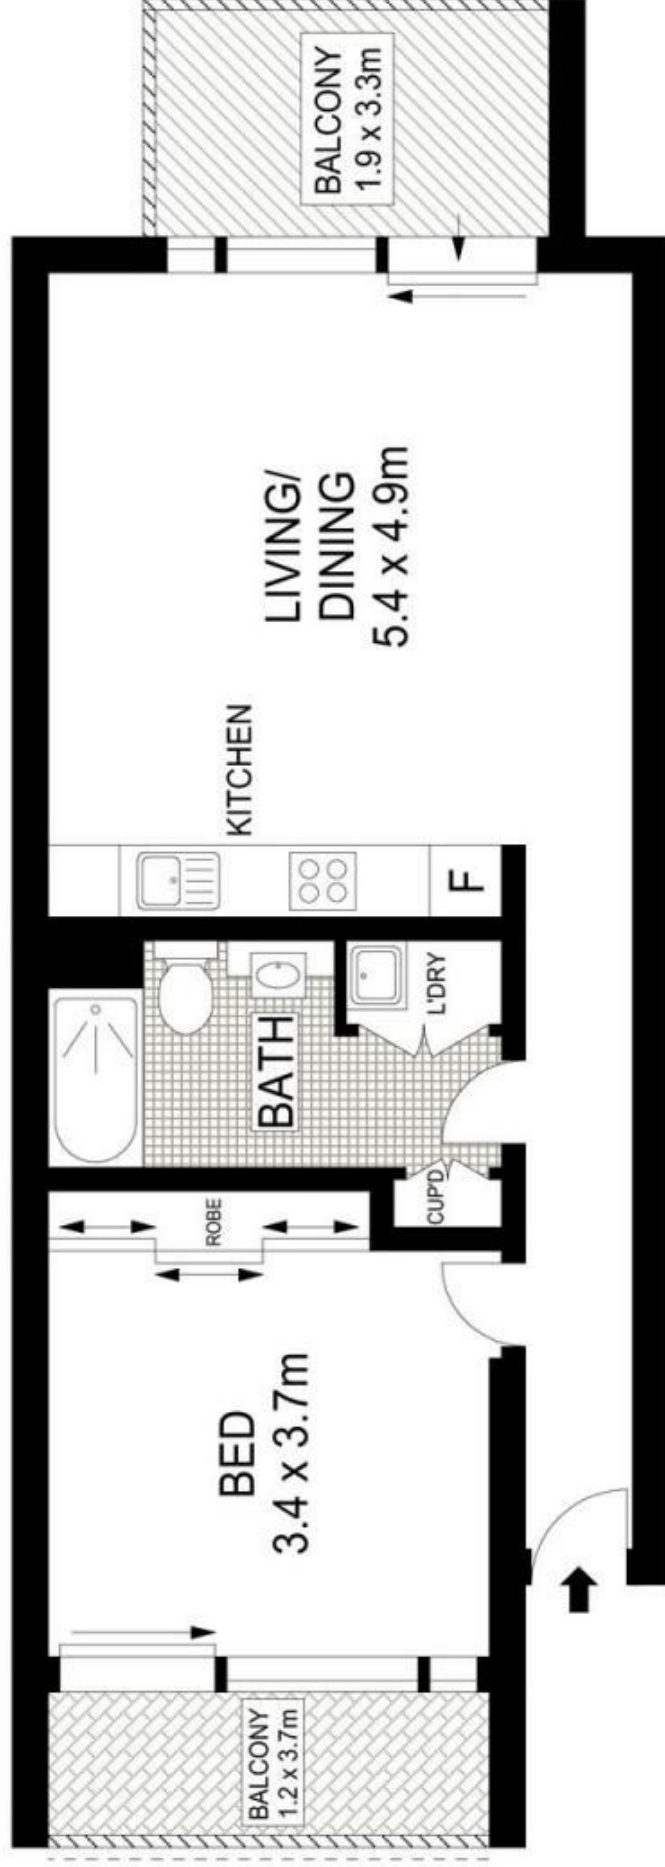 BALCONY
1.9 x 3.3m
LIVING/
DINING
5.4 x 4.9m
KITCHEN
F
L'DRY
BATH
CUP'D
ROBE
BED
3.4 x 3.7m
BALCONY
1.2 x 3.7m